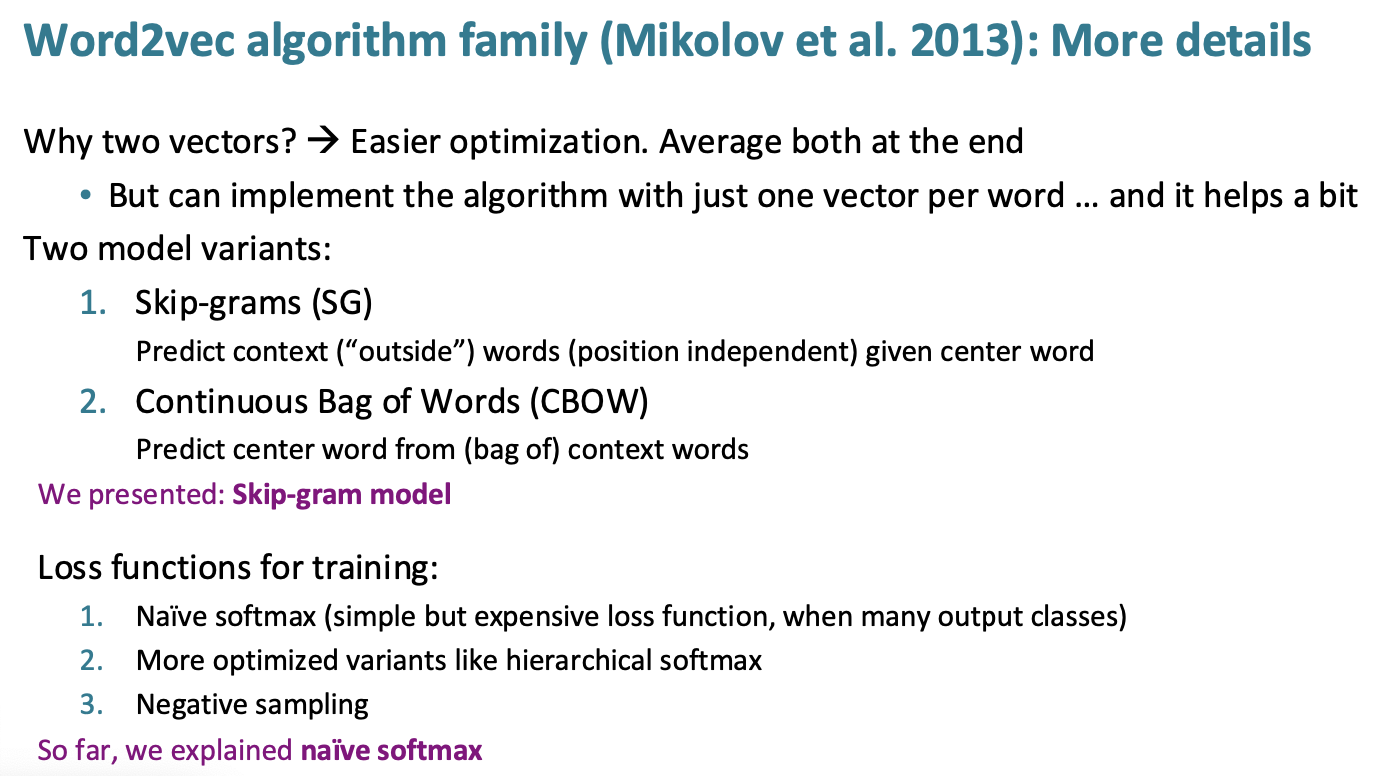 Word2vec algorithm family (Mikolov et al. 2013): More details
Why two vectors? → Easier optimization. Average both at the end
• But can implement the algorithm with just one vector per word … and it helps a bit
Two model variants:
1. Skip-grams (SG)
Predict context (“outside”) words (position independent) given center word
2. Continuous Bag of Words (CBOW)
Predict center word from (bag of) context words
We presented: Skip-gram model
Loss functions for training:
1. Naïve softmax (simple but expensive loss function, when many output classes)
2. More optimized variants like hierarchical softmax
3. Negative sampling
So far, we explained naïve softmax